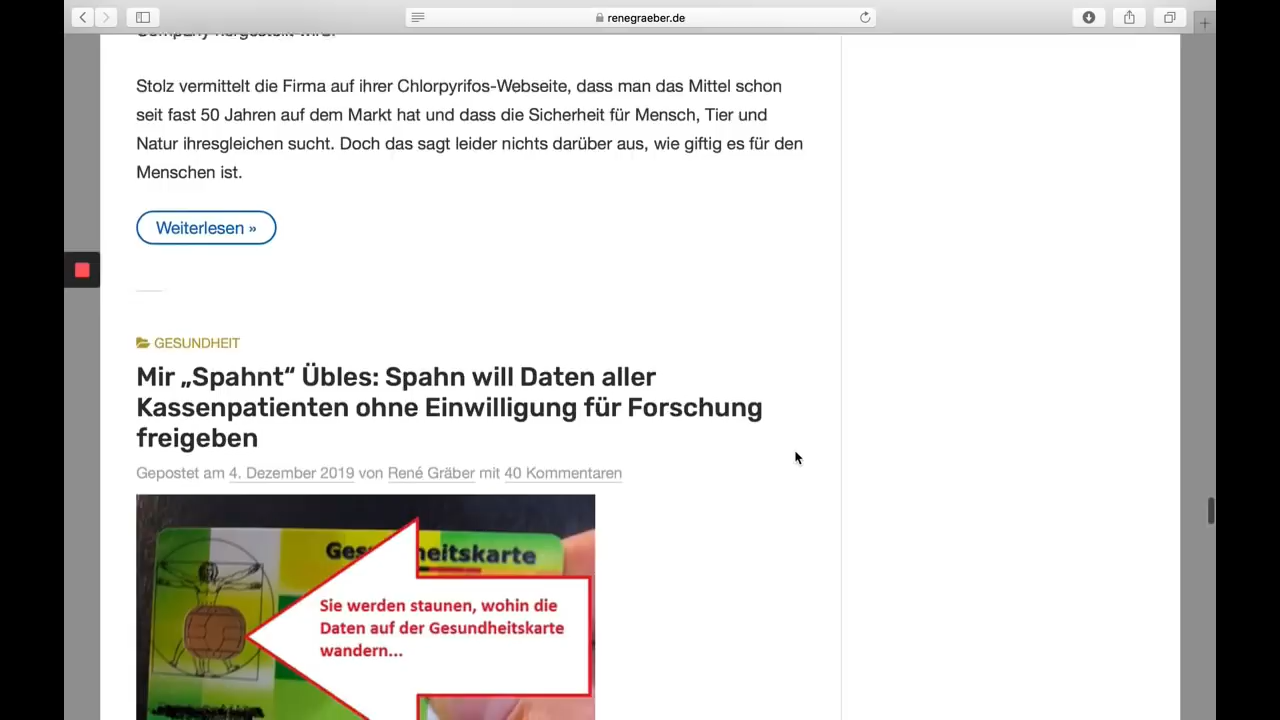 renegraeber.de
Stolz vermittelt die Firma auf ihrer Chlorpyrifos-Webseite, dass man das Mittel schon
seit fast 50 Jahren auf dem Markt hat und dass die Sicherheit für Mensch, Tier und
Natur ihresgleichen sucht. Doch das sagt leider nichts darüber aus, wie giftig es für den
Menschen ist.
Weiterlesen »
GESUNDHEIT
Mir „Spahnt“ Übles: Spahn will Daten aller
Kassenpatienten ohne Einwilligung für Forschung
freigeben
Gepostet am 4. Dezember 2019 von René Gräber mit 40 Kommentaren
Ges heitskarte
Sie werden staunen, wohin die
Daten auf der Gesundheitskarte
wandern...